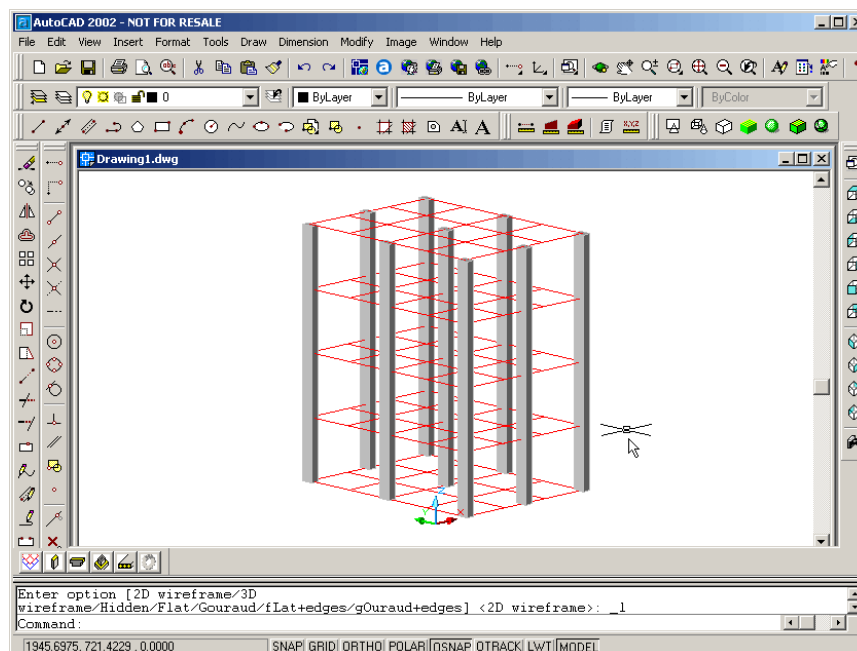 AutoCAD 2002 - NOT FOR RESALE
File Edit View Insert Format Tools Draw Dimension Modify Image Window Help
0 ByLayer ByLayer ByLayer ByColor
Drawing1.dwg
Enter option [2D wireframe/3D
wireframe/Hidden/Flat/Gouraud/fLat+edges/gOuraud+edges] <2D wireframe>: _l
Command:
1945.6975, 721.4229 , 0.0000 SNAP GRID ORTHO POLAR OSNAP OTRACK LWT MODEL